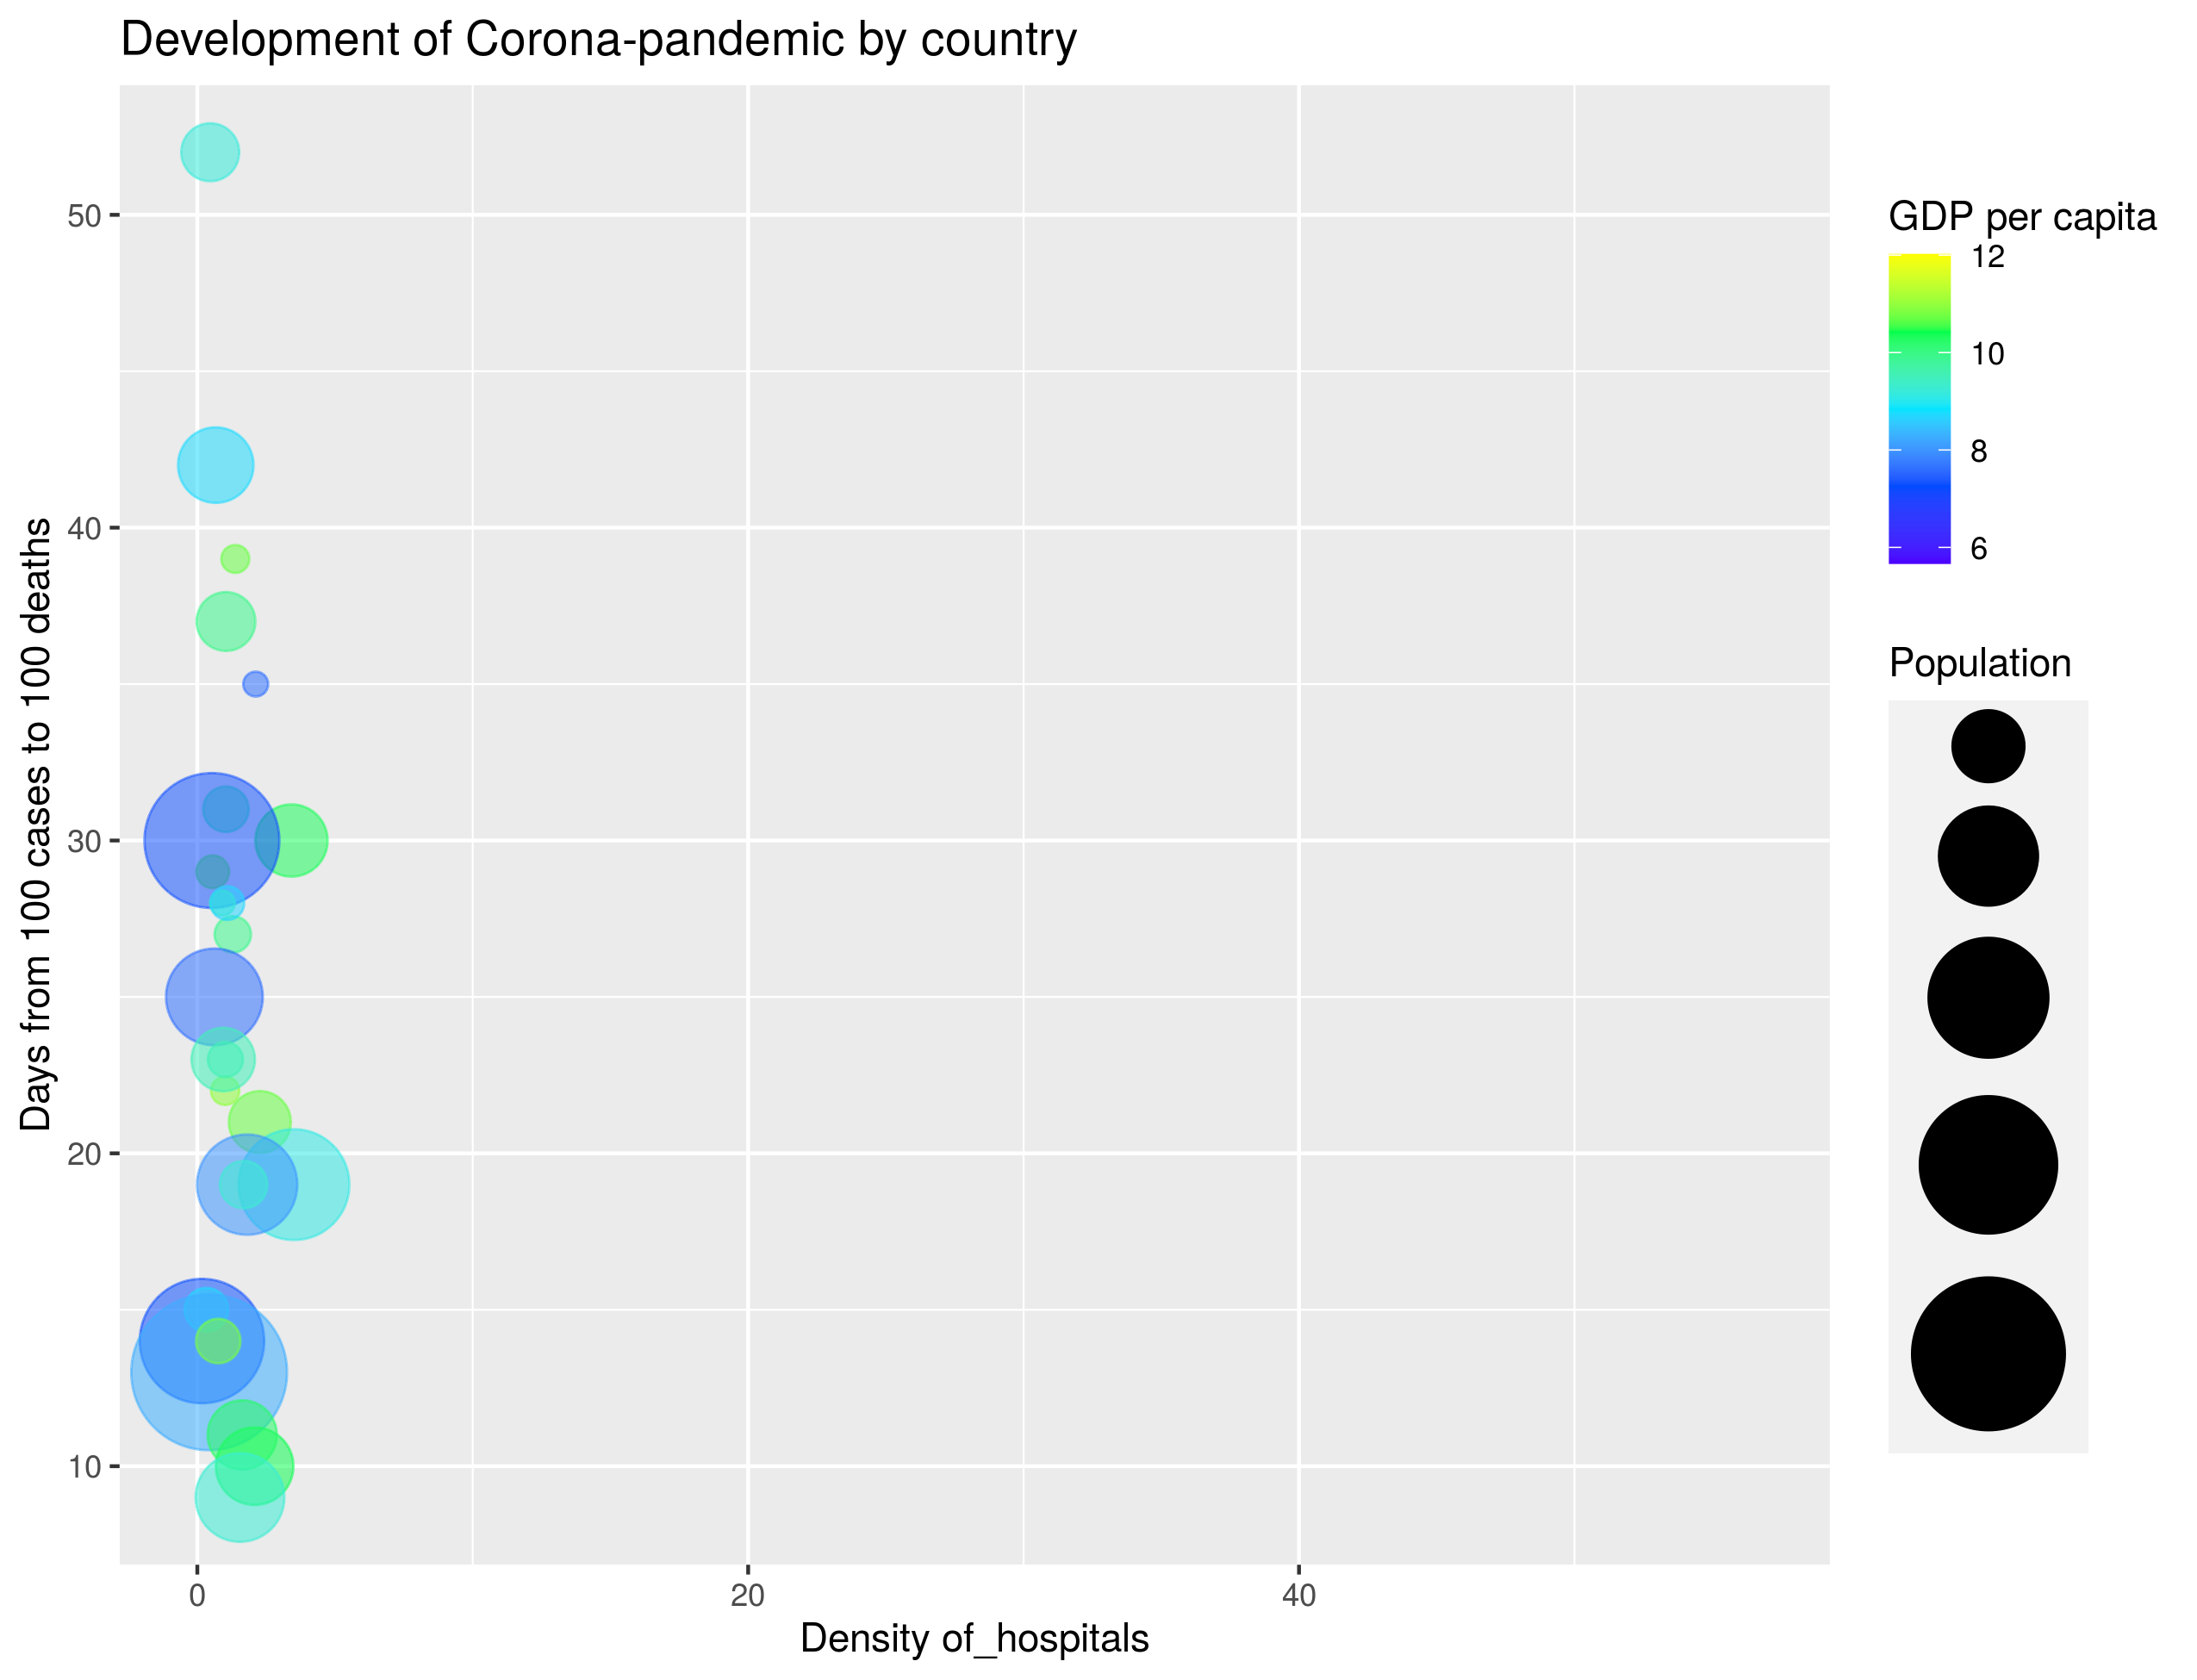 Development of Corona-pandemic by country
Days from 100 cases to 100 deaths
50
40
30
20
10
0
20
40
Density of_hospitals
GDP per capita
12
10
8
6
Population